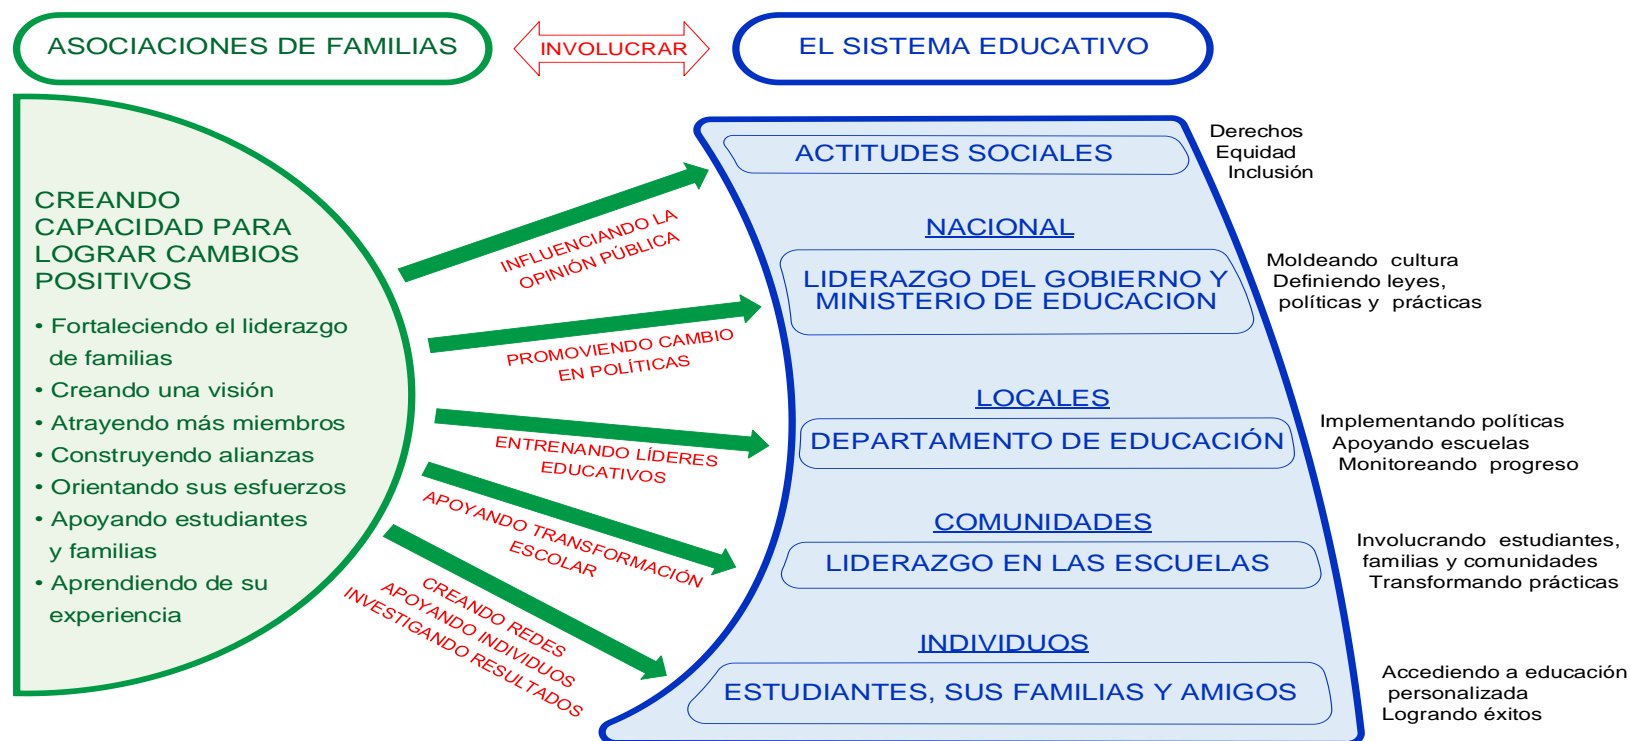 ASOCIACIONES DE FAMILIAS
INVOLUCRAR
EL SISTEMA EDUCATIVO
CREANDO
CAPACIDAD PARA
LOGRAR CAMBIOS
POSITIVOS
• Fortaleciendo el liderazgo
de familias
• Creando una visión
• Atrayendo más miembros
• Construyendo alianzas
• Orientando sus esfuerzos
• Apoyando estudiantes
y familias
• Aprendiendo de su
experiencia
INFLUENCIANDO LA
OPINIÓN PÚBLICA
PROMOVIENDO CAMBIO
EN POLÍTICAS
ENTRENANDO LÍDERES
EDUCATIVOS
APOYANDO TRANSFORMACIÓN
ESCOLAR
CREANDO REDES
APOYANDO INDIVIDUOS
INVESTIGANDO RESULTADOS
ACTITUDES SOCIALES
Derechos
Equidad
Inclusión
NACIONAL
LIDERAZGO DEL GOBIERNO Y
MINISTERIO DE EDUCACION
Moldeando cultura
Definiendo leyes,
políticas y prácticas
LOCALES
DEPARTAMENTO DE EDUCACIÓN
Implementando políticas
Apoyando escuelas
Monitoreando progreso
COMUNIDADES
LIDERAZGO EN LAS ESCUELAS
Involucrando estudiantes,
familias y comunidades
Transformando prácticas
INDIVIDUOS
ESTUDIANTES, SUS FAMILIAS Y AMIGOS
Accediendo a educación
personalizada
Logrando éxitos